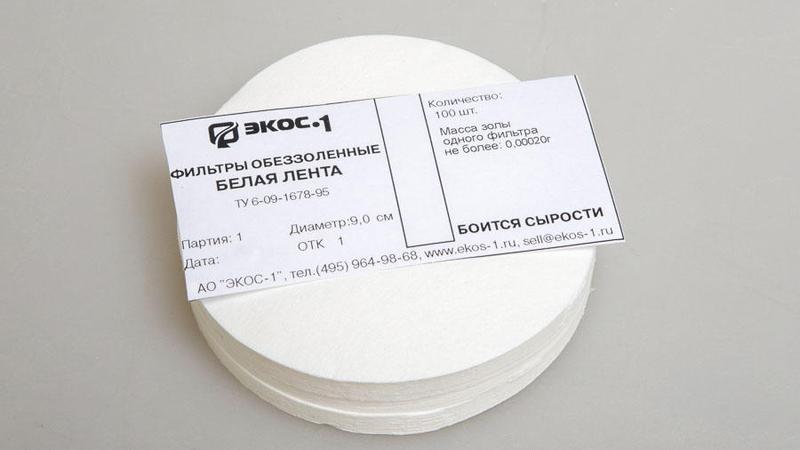 ЭКОС-1
ФИЛЬТРЫ ОБЕЗЗОЛЕННЫЕ
БЕЛАЯ ЛЕНТА
ТУ 6-09-1678-95
Партия: 1
Диаметр:9,0 см
Дата:
ОТК 1
Количество:
100 шт.
Масса золы
одного фильтра
не более: 0,00020г
БОИТСЯ СЫРОСТИ
АО "ЭКОС-1", тел.(495) 964-98-68, www.ekos-1.ru, sell@ekos-1.ru